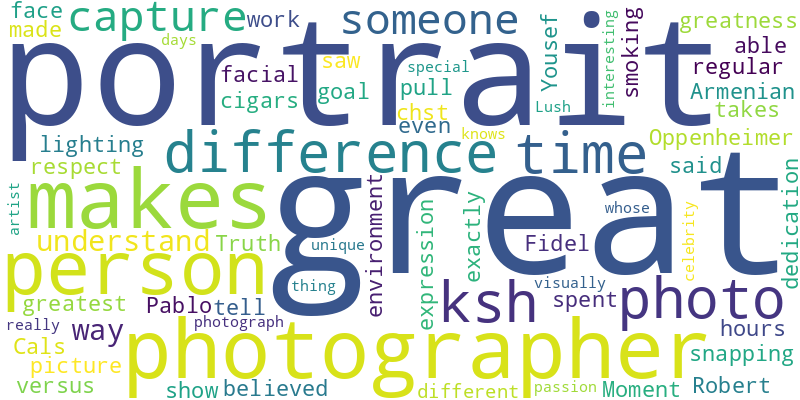 face
capture
work
someone
greatness
made
days
portrait
facial
saw
special
Yousef
smoking
interesting
able
regular
cigars
goal
pull
chst
Lush
Armenian
even
knows
takes
lighting
difference
time
Oppenheimer
respect
said
makes
great
artist
environment
expression
exactly
whose
dedication
understand
Truth
unique
Fidel
celebrity
person
thing
visually
greatest
Pablo
tell
ksh
spent
photo
really
way
photograph
hours
Cals
photographer
snapping
picture
versus
show
believed
different
passion
Moment
Robert